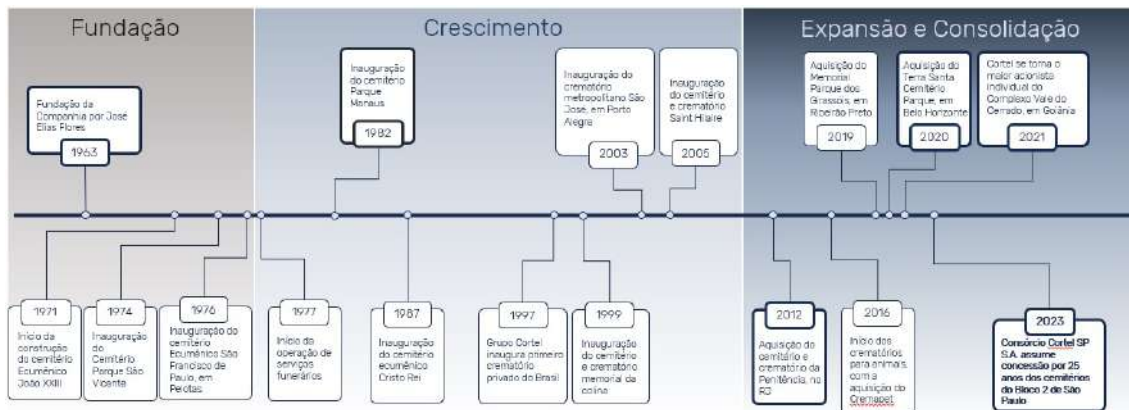 Fundação
Crescimento
Expansão e Consolidação
Fundação da
Companhia por José
Elias Flores
1963
Inauguração
do cemitério
Parque
Manaus
1982
Inauguração do
crematório
metropolitano São
José, em Porto
Alegre
2003
Inauguração
do cemitério
e crematório
Saint Hilaire
2005
Aquisição do
Memorial
Parque dos
Girassóis, em
Ribeirão Preto
2019
Aquisição do
Terra Santa
Cemitério
Parque, em
Belo Horizonte
2020
Cortel se torna o
maior acionista
individual do
Complexo Vale do
Cerrado, em Goiânia
2021
1971
Início da
construção
do cemitério
Ecumênico
João XXIII
1974
Inauguração
do
Cemitério
Parque São
Vicente
1976
Inauguração do
cemitério
Ecumênico São
Francisco de
Paulo, em
Pelotas
1977
Início da
operação de
serviços
funerários
1987
Inauguração
do cemitério
ecumênico
Cristo Rei
1997
Grupo Cortel
inaugura primeiro
crematório
privado do Brasil
1999
Inauguração
do cemitério
e crematório
memorial da
colina
2012
Aquisição do
cemitério e
crematório da
Penitência, no
RJ
2016
Início dos
crematórios
para animais,
com a
aquisição do
Cremapet
2023
Consórcio Cortel SP
S.A. assume
concessão por 25
anos dos cemitérios
do Bloco 2 de São
Paulo